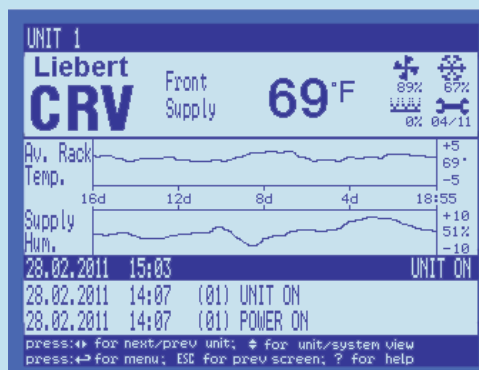 UNIT 1
Liebert
CRV
Front
Supply
69°F
89% 67%
0% 04/11
Av. Rack
Temp.
+5
69°
-5
16d 12d 8d 4d 18:55
Supply
Hum.
+10
51%
-10
28.02.2011 15:03 UNIT ON
28.02.2011 14:07 (01) UNIT ON
28.02.2011 14:07 (01) POWER ON
press:◂▸ for next/prev unit; ♦ for unit/system view
press:↵ for menu; ESC for prev screen; ? for help